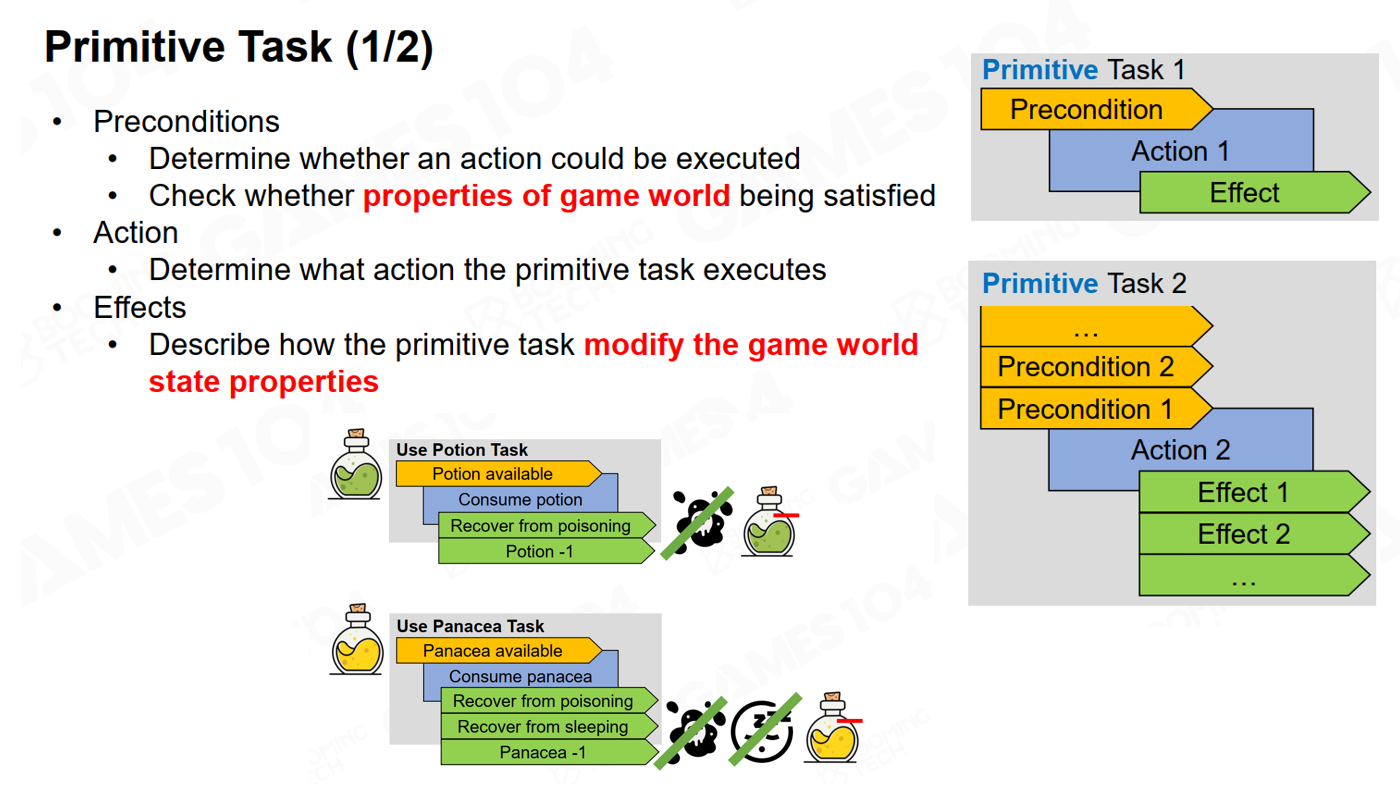 Primitive Task (1/2)
• Preconditions
• Determine whether an action could be executed
• Check whether properties of game world being satisfied
• Action
• Determine what action the primitive task executes
• Effects
• Describe how the primitive task modify the game world
state properties
Primitive Task 1
Precondition
Action 1
Effect
Primitive Task 2
...
Precondition 2
Precondition 1
Action 2
Effect 1
Effect 2
...
Use Potion Task
Potion available
Consume potion
Recover from poisoning
Potion -1
Use Panacea Task
Panacea available
Consume panacea
Recover from poisoning
Recover from sleeping
Panacea -1
GAMES104
BOOMING
TECH